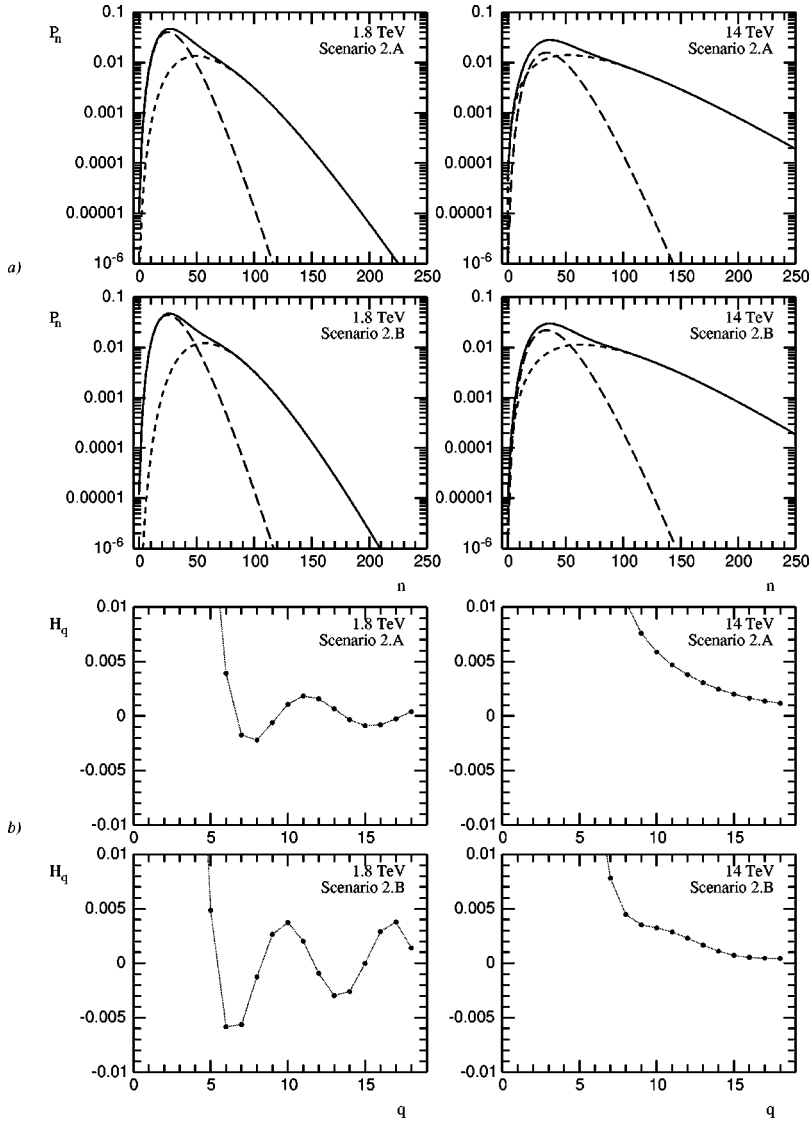 a)
P_n
0.1
0.01
0.001
0.0001
0.00001
10^-6
1.8 TeV
Scenario 2.A
0 50 100 150 200 250
0.1
0.01
0.001
0.0001
0.00001
10^-6
14 TeV
Scenario 2.A
0 50 100 150 200 250
P_n
0.1
0.01
0.001
0.0001
0.00001
10^-6
1.8 TeV
Scenario 2.B
0 50 100 150 200 250
n
0.1
0.01
0.001
0.0001
0.00001
10^-6
14 TeV
Scenario 2.B
0 50 100 150 200 250
n
b)
H_q
0.01
0.005
0
-0.005
-0.01
1.8 TeV
Scenario 2.A
0 5 10 15
0.01
0.005
0
-0.005
-0.01
14 TeV
Scenario 2.A
0 5 10 15
H_q
0.01
0.005
0
-0.005
-0.01
1.8 TeV
Scenario 2.B
0 5 10 15
q
0.01
0.005
0
-0.005
-0.01
14 TeV
Scenario 2.B
0 5 10 15
q